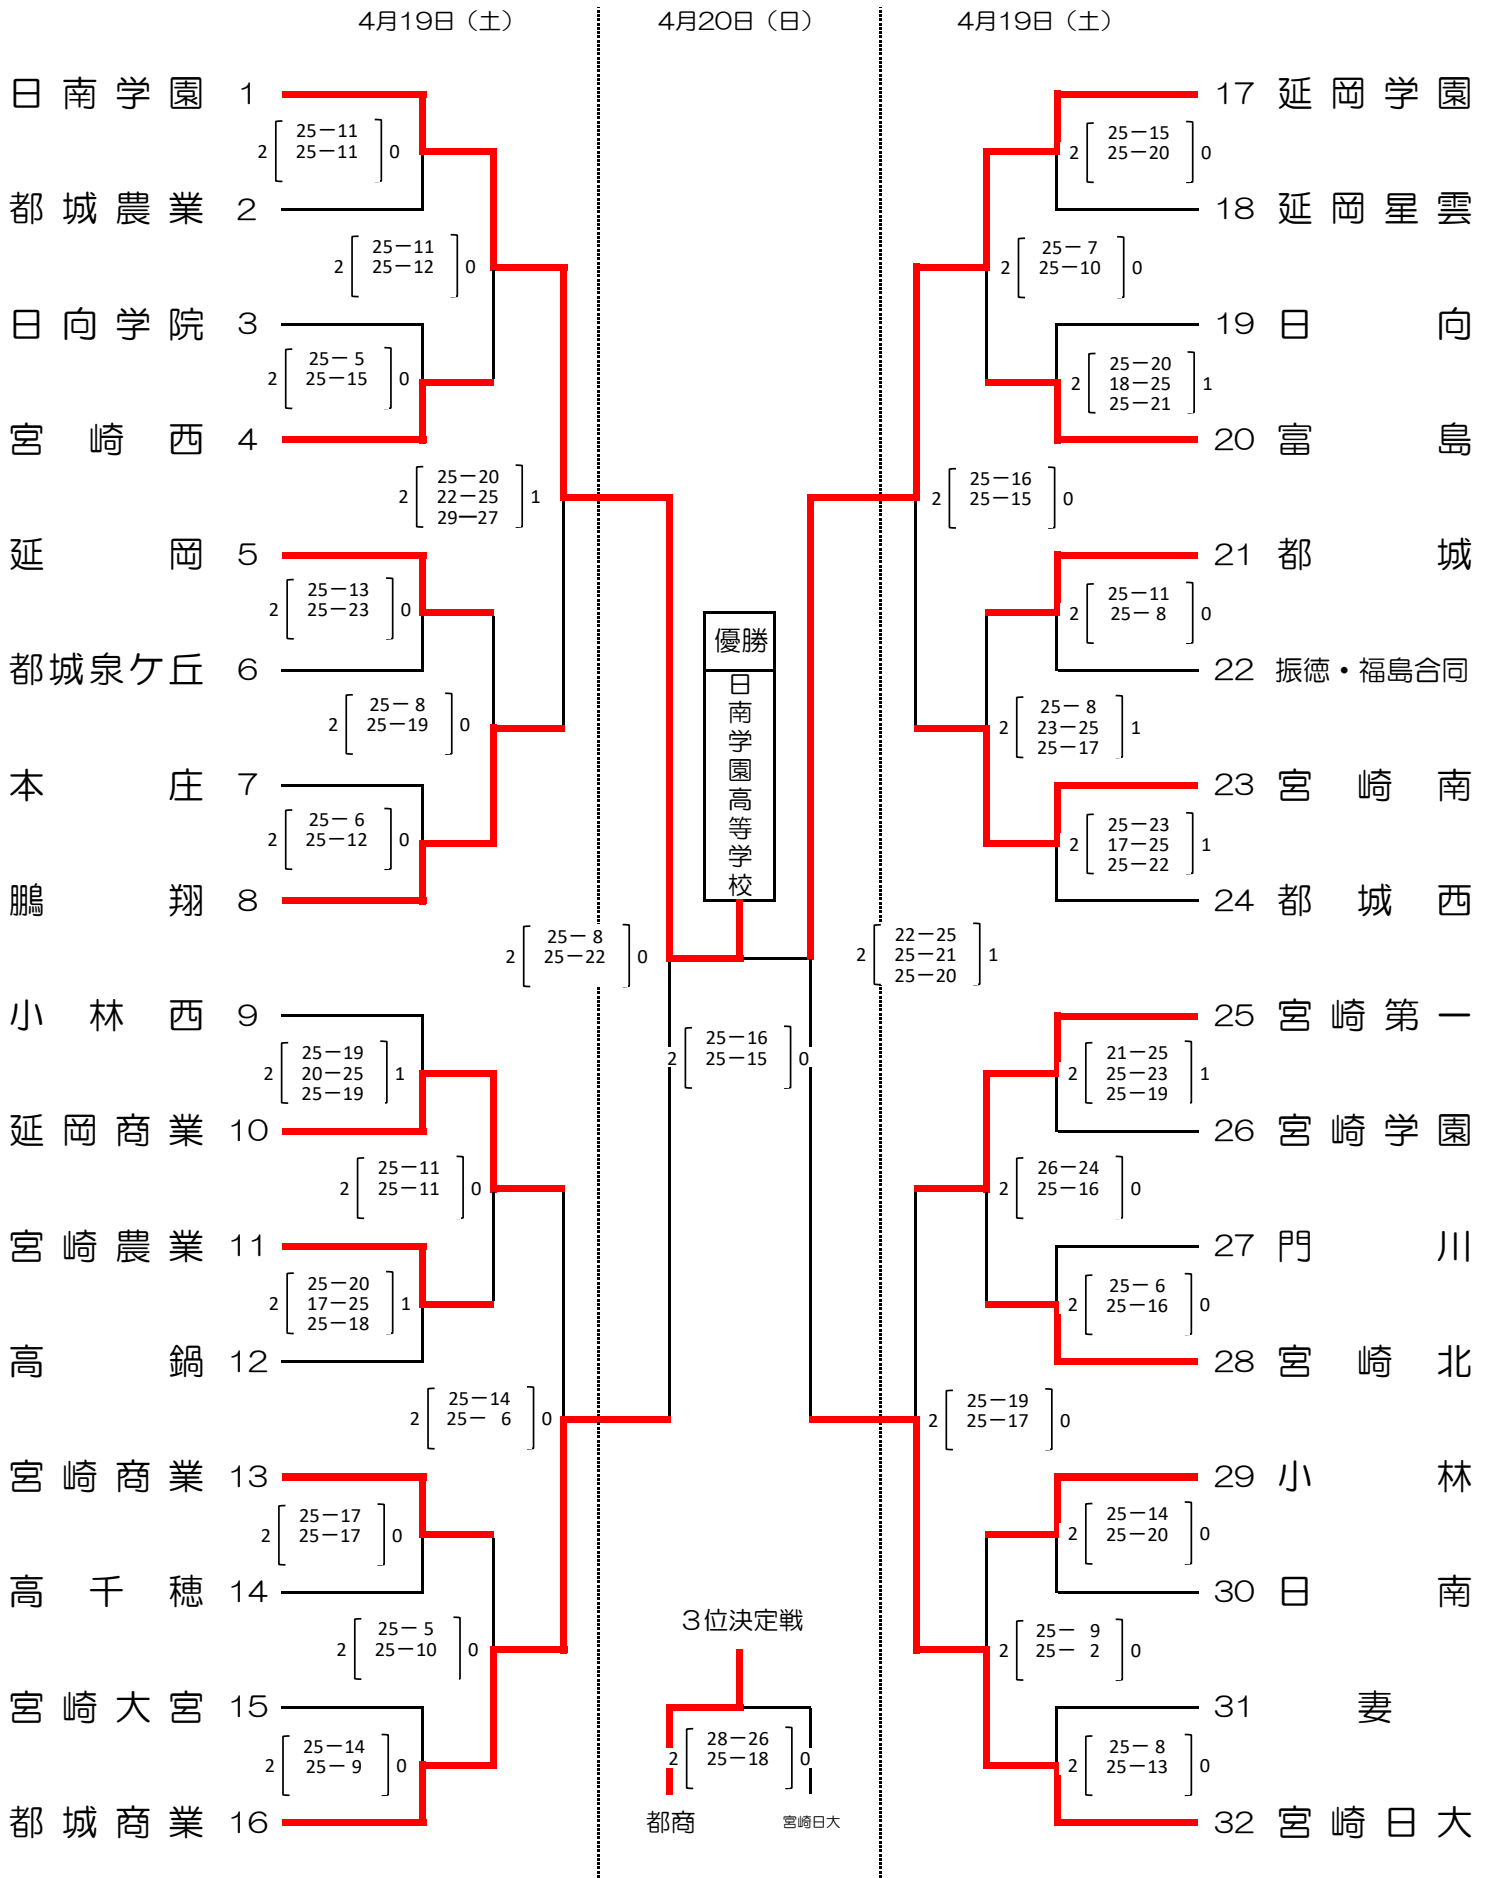 4月19日（土）
4月20日（日）
4月19日（土）
日南学園 1
2 25－11 0
25－11
都城農業 2
2 25－11 0
25－12
日向学院 3
2 25－ 5 0
25－15
宮崎西 4
2 25－20 1
22－25
29－27
延岡 5
2 25－13 0
25－23
都城泉ケ丘 6
2 25－ 8 0
25－19
本庄 7
2 25－ 6 0
25－12
鵬翔 8
2 25－ 8 0
25－22
小林西 9
2 25－19 1
20－25
25－19
延岡商業 10
2 25－11 0
25－11
宮崎農業 11
2 25－20 1
17－25
25－18
高鍋 12
2 25－14 0
25－ 6
宮崎商業 13
2 25－17 0
25－17
高千穂 14
2 25－ 5 0
25－10
宮崎大宮 15
2 25－14 0
25－ 9
都城商業 16
優勝
日南学園高等学校
2 25－16 0
25－15
3位決定戦
2 28－26 0
25－18
都商
宮崎日大
17 延岡学園
2 25－15 0
25－20
18 延岡星雲
2 25－ 7 0
25－10
19 日向
2 25－20 1
18－25
25－21
20 富島
2 25－16 0
25－15
21 都城
2 25－11 0
25－ 8
22 振徳・福島合同
2 25－ 8 1
23－25
25－17
23 宮崎南
2 25－23 1
17－25
25－22
24 都城西
2 22－25 1
25－21
25－20
25 宮崎第一
2 21－25 1
25－23
25－19
26 宮崎学園
2 26－24 0
25－16
27 門川
2 25－ 6 0
25－16
28 宮崎北
2 25－19 0
25－17
29 小林
2 25－14 0
25－20
30 日南
2 25－ 9 0
25－ 2
31 妻
2 25－ 8 0
25－13
32 宮崎日大